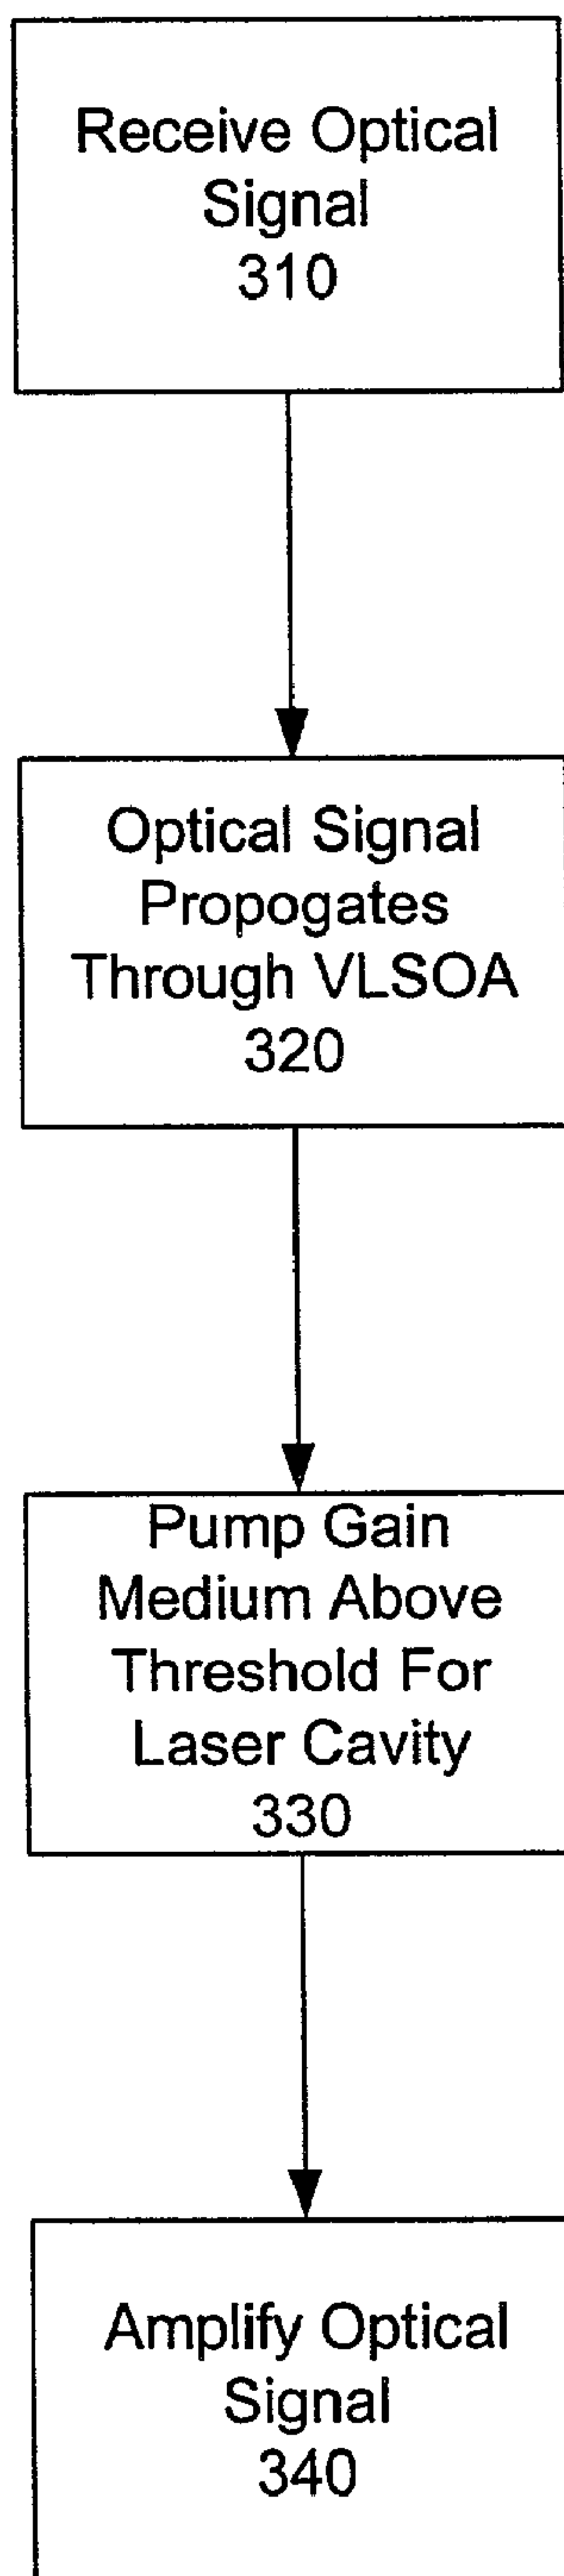 Receive Optical
Signal
310
Optical Signal
Propogates
Through VLSOA
320
Pump Gain
Medium Above
Threshold For
Laser Cavity
330
Amplify Optical
Signal
340